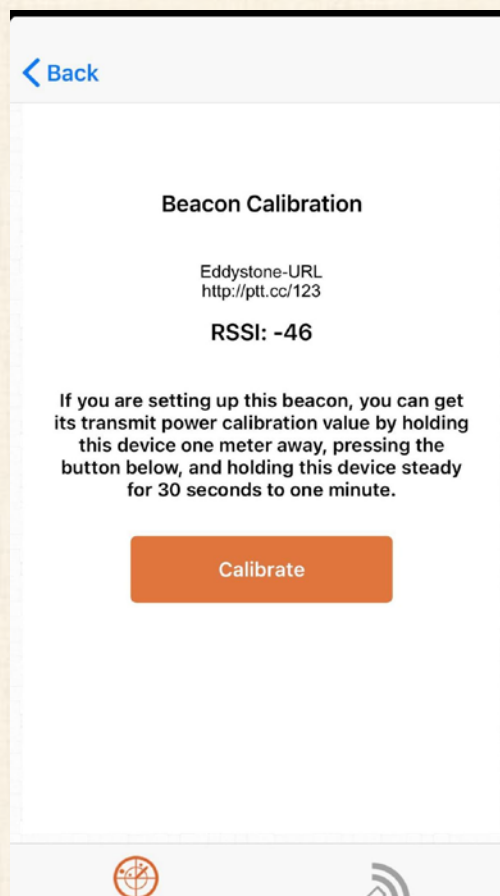 Back
Beacon Calibration
Eddystone-URL
http://ptt.cc/123
RSSI: -46
If you are setting up this beacon, you can get
its transmit power calibration value by holding
this device one meter away, pressing the
button below, and holding this device steady
for 30 seconds to one minute.
Calibrate